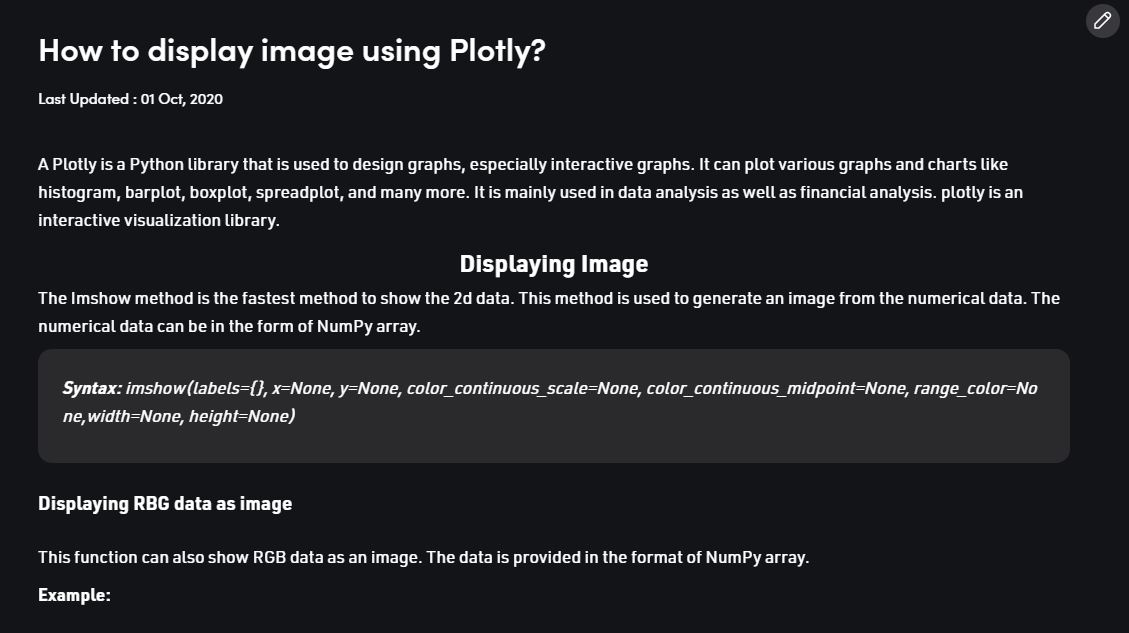 How to display image using Plotly?
Last Updated : 01 Oct, 2020
A Plotly is a Python library that is used to design graphs, especially interactive graphs. It can plot various graphs and charts like
histogram, barplot, boxplot, spreadplot, and many more. It is mainly used in data analysis as well as financial analysis. plotly is an
interactive visualization library.
Displaying Image
The Imshow method is the fastest method to show the 2d data. This method is used to generate an image from the numerical data. The
numerical data can be in the form of NumPy array.
Syntax: imshow(labels={}, x=None, y=None, color_continuous_scale=None, color_continuous_midpoint=None, range_color=No
ne,width=None, height=None)
Displaying RBG data as image
This function can also show RGB data as an image. The data is provided in the format of NumPy array.
Example: